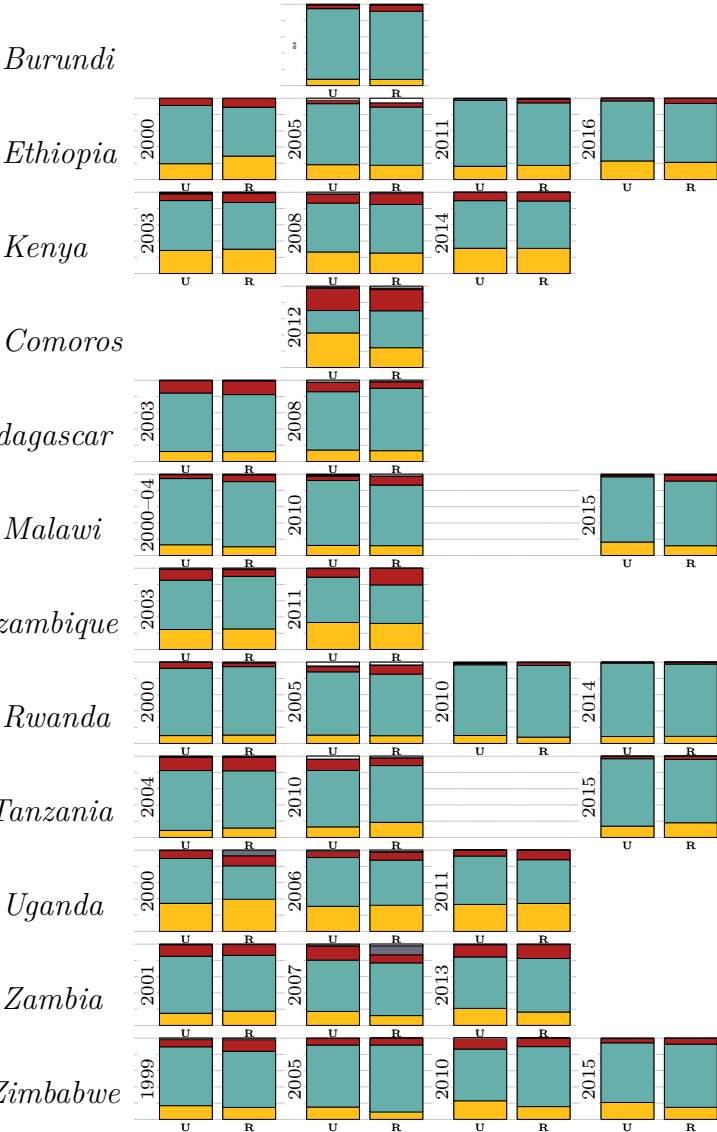 Burundi
U R
Ethiopia
2000 2005 2011 2016
U R U R U R U R
Kenya
2003 2008 2014
U R U R U R
Comoros
2012
U R
dagascar
2003 2008
U R U R
Malawi
2000–04 2010 2015
U R U R U R
zambique
2003 2011
U R U R
Rwanda
2000 2005 2010 2014
U R U R U R U R
Tanzania
2004 2010 2015
U R U R U R
Uganda
2000 2006 2011
U R U R U R
Zambia
2001 2007 2013
U R U R U R
Zimbabwe
1999 2005 2010 2015
U R U R U R U R